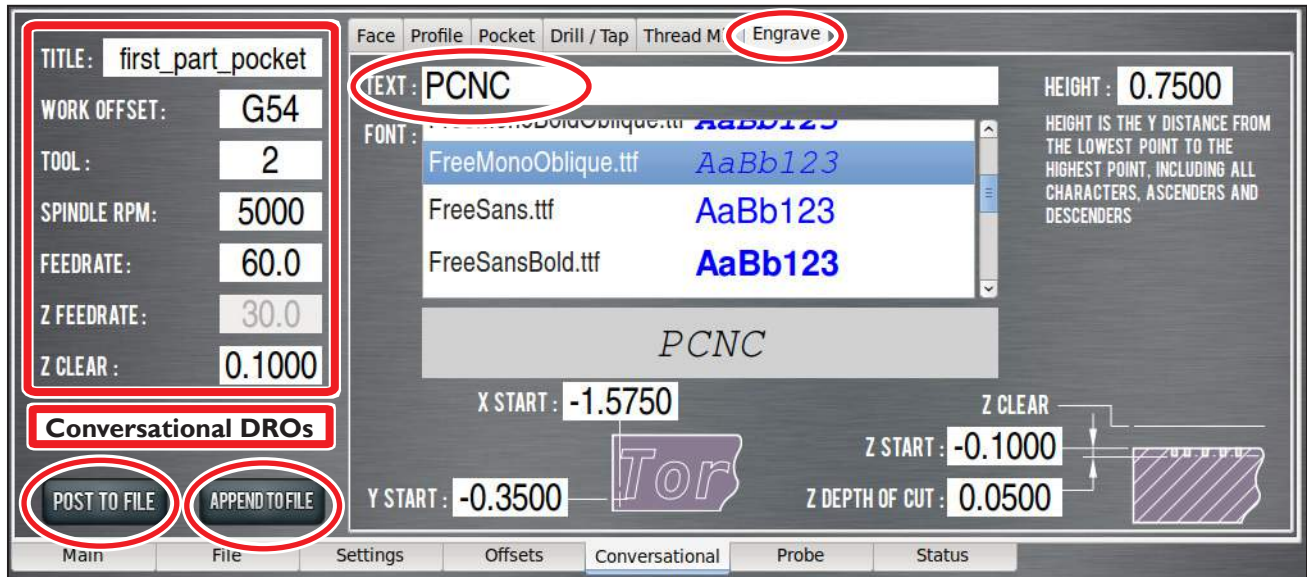 Face Profile Pocket Drill / Tap Thread M Engrave
TITLE: first_part_pocket
WORK OFFSET: G54
TOOL: 2
SPINDLE RPM: 5000
FEEDRATE: 60.0
Z FEEDRATE: 30.0
Z CLEAR: 0.1000
Conversational DROs
POST TO FILE APPEND TO FILE
TEXT: PCNC
FONT:
FreeMonoBoldOblique.ttf AaBb123
FreeMonoOblique.ttf AaBb123
FreeSans.ttf AaBb123
FreeSansBold.ttf AaBb123
PCNC
HEIGHT: 0.7500
HEIGHT IS THE Y DISTANCE FROM
THE LOWEST POINT TO THE
HIGHEST POINT, INCLUDING ALL
CHARACTERS, ASCENDERS AND
DESCENDERS
X START: -1.5750
Tor
Y START: -0.3500
Z CLEAR
Z START: -0.1000
Z DEPTH OF CUT: 0.0500
Main File Settings Offsets Conversational Probe Status